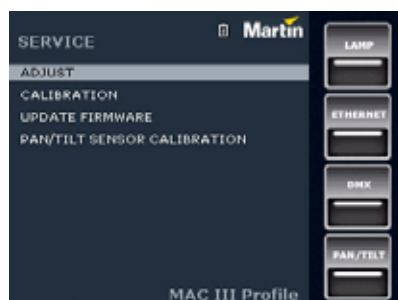 SERVICE
Martin
ADJUST
CALIBRATION
UPDATE FIRMWARE
PAN/TILT SENSOR CALIBRATION
MAC III Profile
LAMP
ETHERNET
DMX
PAN/TILT